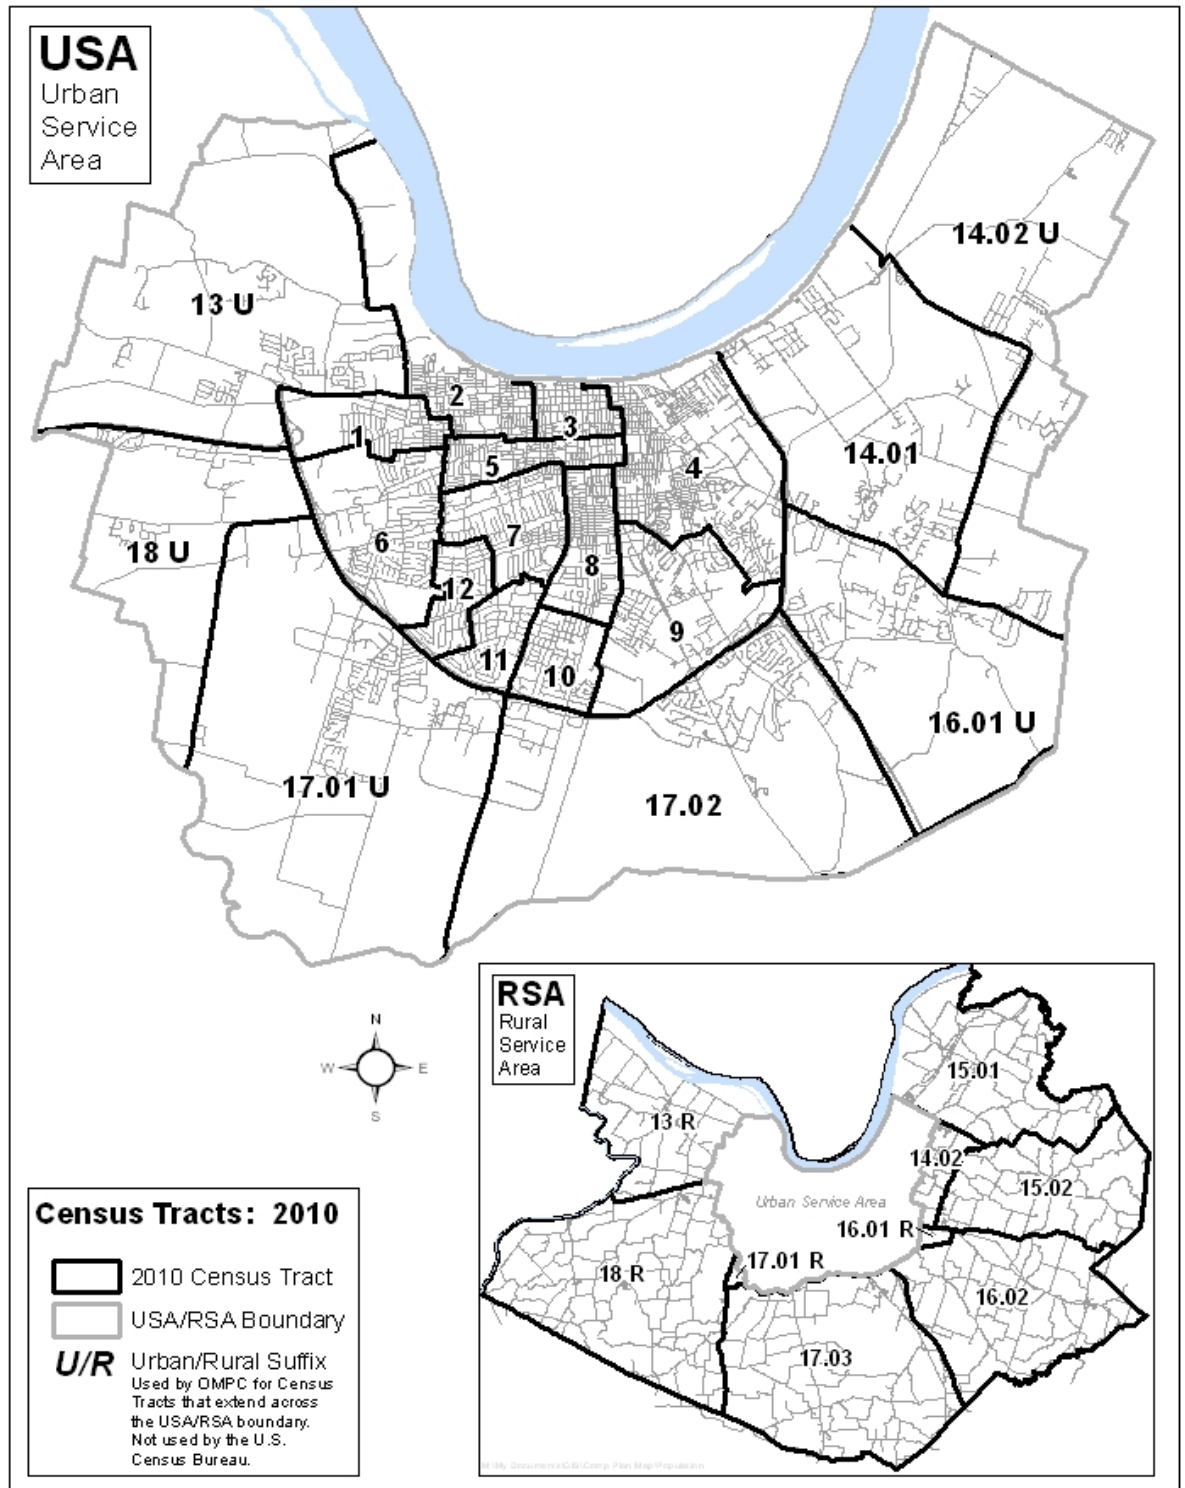 USA
Urban
Service
Area
14.02 U
13 U
2
3
1
14.01
5
4
7
6
18 U
8
12
9
11
10
16.01 U
17.01 U
17.02
N
W
E
S
RSA
Rural
Service
Area
15.01
13 R
14.02
15.02
Urban Service Area
16.01 R
17.01 R
18 R
16.02
17.03
Census Tracts: 2010
2010 Census Tract
USA/RSA Boundary
U/R Urban/Rural Suffix
Used by OMPC for Census
Tracts that extend across
the USA/RSA boundary.
Not used by the U.S.
Census Bureau.